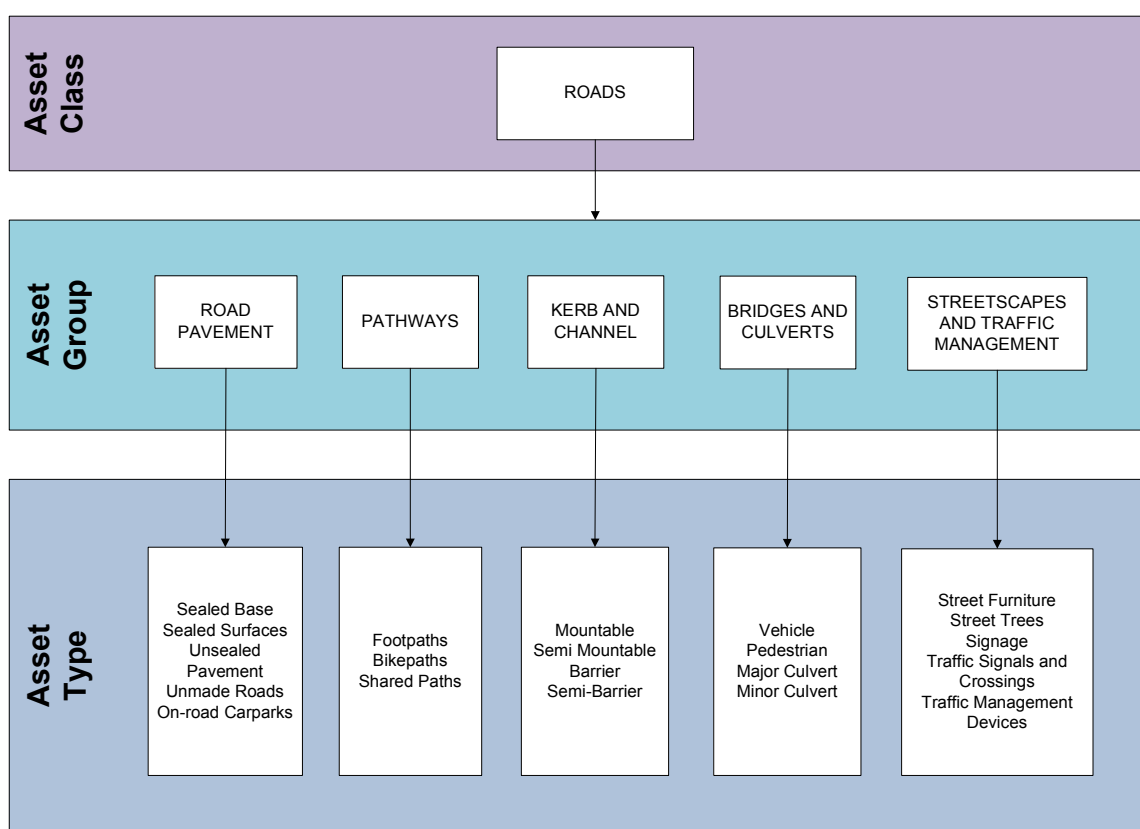 Asset
Class
ROADS
Asset
Group
ROAD
PAVEMENT
PATHWAYS
KERB AND
CHANNEL
BRIDGES AND
CULVERTS
STREETSCAPES
AND TRAFFIC
MANAGEMENT
Asset
Type
Sealed Base
Sealed Surfaces
Unsealed
Pavement
Unmade Roads
On-road Carparks
Footpaths
Bikepaths
Shared Paths
Mountable
Semi Mountable
Barrier
Semi-Barrier
Vehicle
Pedestrian
Major Culvert
Minor Culvert
Street Furniture
Street Trees
Signage
Traffic Signals and
Crossings
Traffic Management
Devices